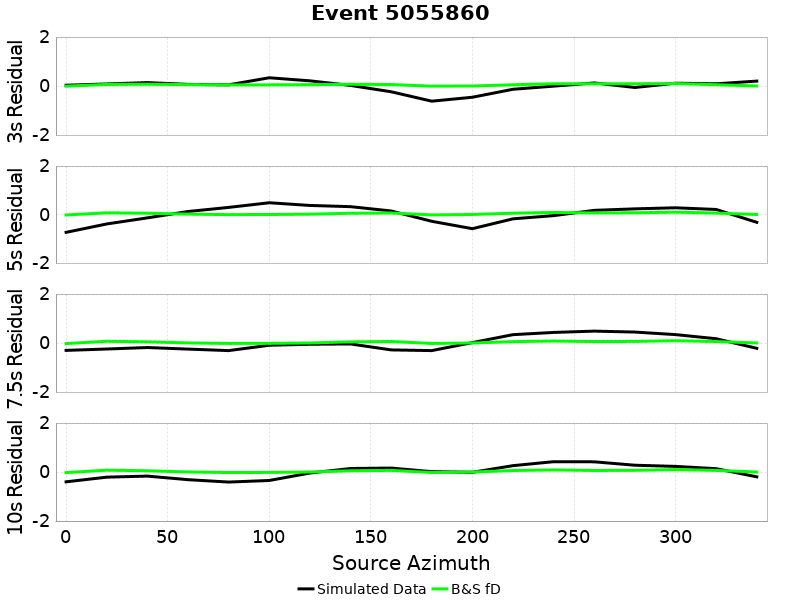 Event 5055860
3s Residual
2
0
-2
5s Residual
2
0
-2
7.5s Residual
2
0
-2
10s Residual
2
0
-2
0 50 100 150 200 250 300
Source Azimuth
Simulated Data B&S fD